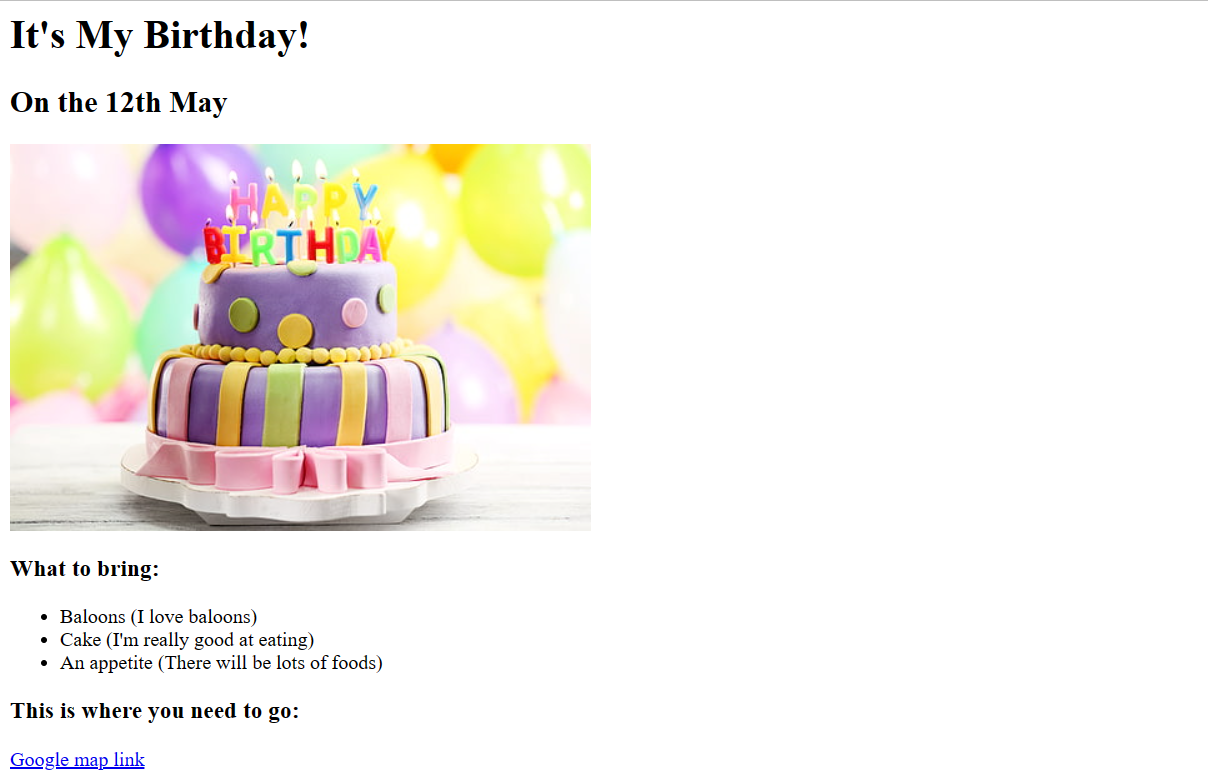 It's My Birthday!
On the 12th May
HAPPY
BIRTHDAY
What to bring:
Baloons (I love baloons)
Cake (I'm really good at eating)
An appetite (There will be lots of foods)
This is where you need to go:
Google map link